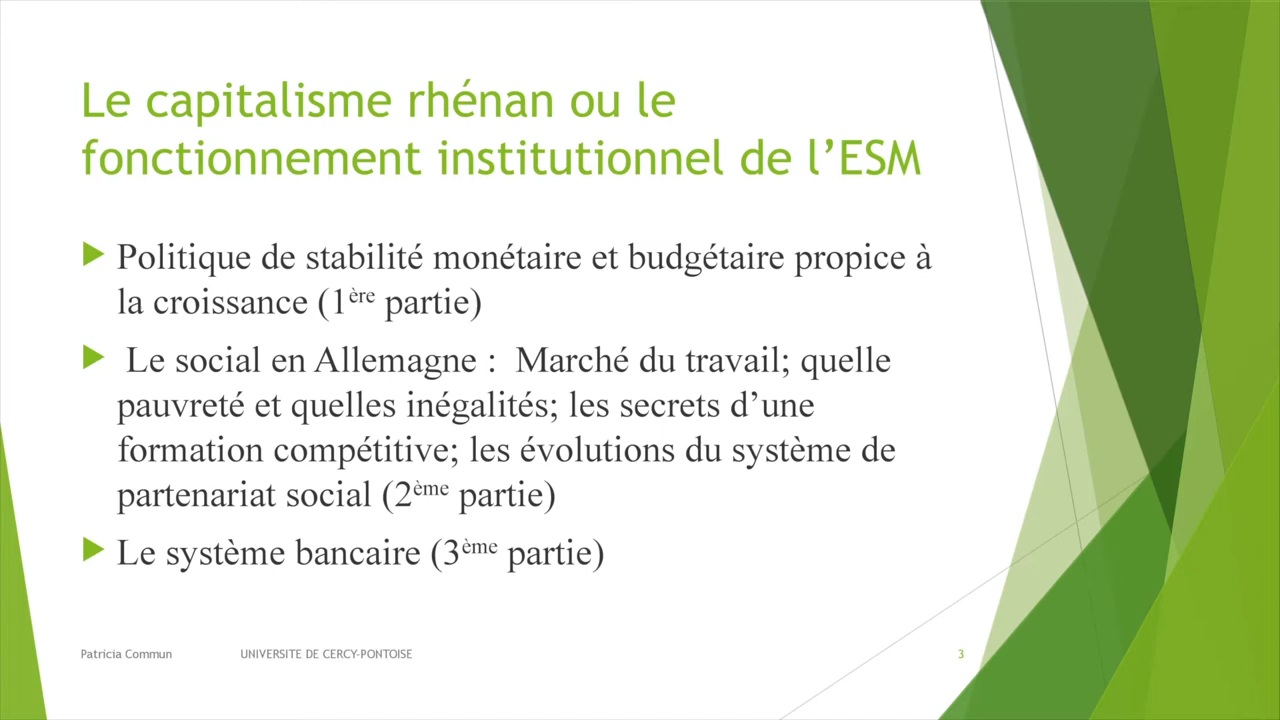 Le capitalisme rhénan ou le
fonctionnement institutionnel de l’ESM
Politique de stabilité monétaire et budgétaire propice à
la croissance (1ère partie)
Le social en Allemagne : Marché du travail; quelle
pauvreté et quelles inégalités; les secrets d’une
formation compétitive; les évolutions du système de
partenariat social (2ème partie)
Le système bancaire (3ème partie)
Patricia Commun UNIVERSITE DE CERCY-PONTOISE 3